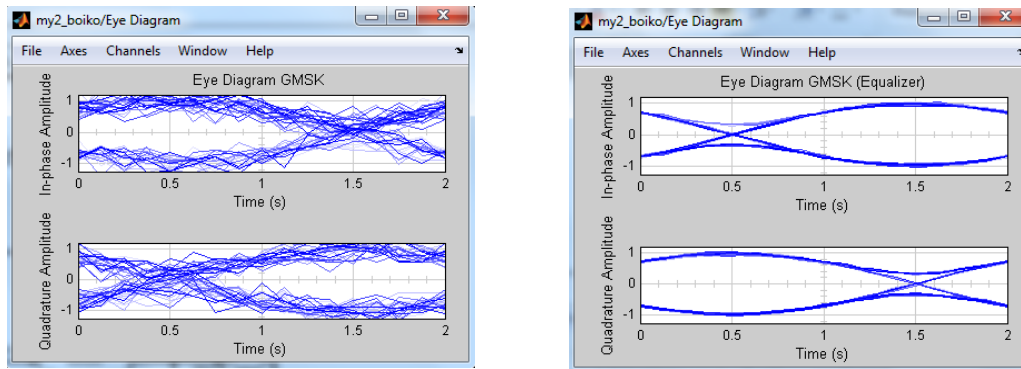 my2_boiko/Eye Diagram
File Axes Channels Window Help
Eye Diagram GMSK
In-phase Amplitude
1
0
-1
0 0.5 1 1.5 2
Time (s)
Quadrature Amplitude
1
0
-1
0 0.5 1 1.5 2
Time (s)
my2_boiko/Eye Diagram
File Axes Channels Window Help
Eye Diagram GMSK (Equalizer)
In-phase Amplitude
1
0
-1
0 0.5 1 1.5 2
Time (s)
Quadrature Amplitude
1
0
-1
0 0.5 1 1.5 2
Time (s)